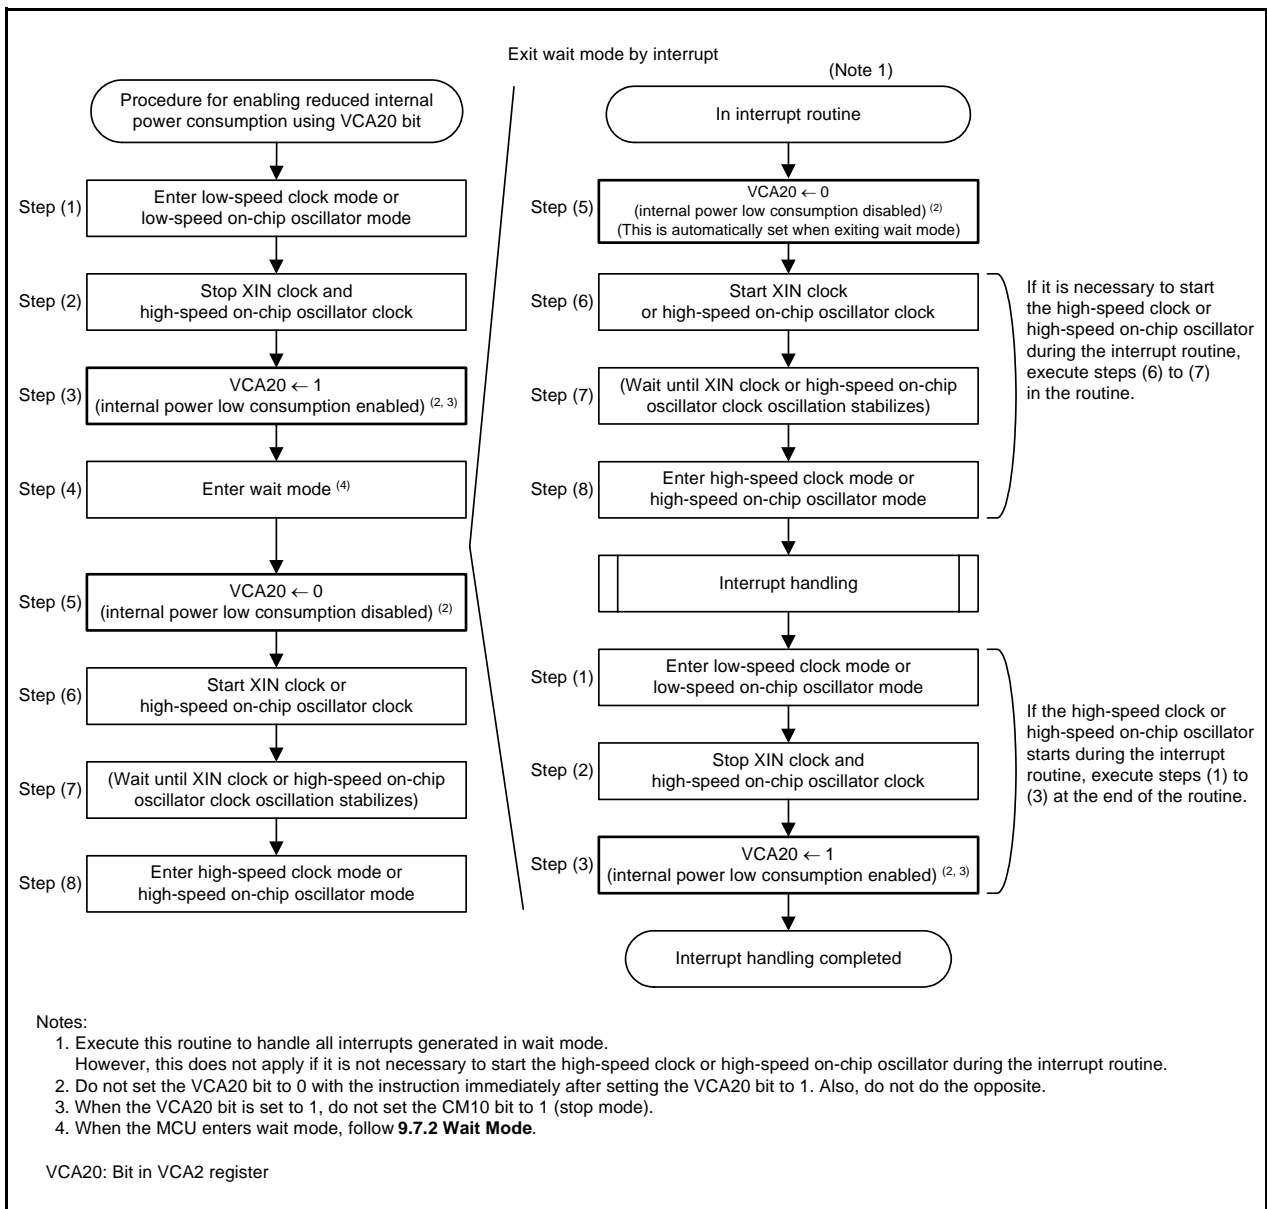 Exit wait mode by interrupt
Procedure for enabling reduced internal
power consumption using VCA20 bit
Step (1)
Enter low-speed clock mode or
low-speed on-chip oscillator mode
Step (2)
Stop XIN clock and
high-speed on-chip oscillator clock
Step (3)
VCA20 ← 1
(internal power low consumption enabled) (2, 3)
Step (4)
Enter wait mode (4)
Step (5)
VCA20 ← 0
(internal power low consumption disabled) (2)
Step (6)
Start XIN clock or
high-speed on-chip oscillator clock
Step (7)
(Wait until XIN clock or high-speed on-chip
oscillator clock oscillation stabilizes)
Step (8)
Enter high-speed clock mode or
high-speed on-chip oscillator mode
(Note 1)
In interrupt routine
Step (5)
VCA20 ← 0
(internal power low consumption disabled) (2)
(This is automatically set when exiting wait mode)
Step (6)
Start XIN clock
or high-speed on-chip oscillator clock
Step (7)
(Wait until XIN clock or high-speed on-chip
oscillator clock oscillation stabilizes)
Step (8)
Enter high-speed clock mode or
high-speed on-chip oscillator mode
If it is necessary to start
the high-speed clock or
high-speed on-chip oscillator
during the interrupt routine,
execute steps (6) to (7)
in the routine.
Interrupt handling
Step (1)
Enter low-speed clock mode or
low-speed on-chip oscillator mode
Step (2)
Stop XIN clock and
high-speed on-chip oscillator clock
Step (3)
VCA20 ← 1
(internal power low consumption enabled) (2, 3)
If the high-speed clock or
high-speed on-chip oscillator
starts during the interrupt
routine, execute steps (1) to
(3) at the end of the routine.
Interrupt handling completed
Notes:
1. Execute this routine to handle all interrupts generated in wait mode.
However, this does not apply if it is not necessary to start the high-speed clock or high-speed on-chip oscillator during the interrupt routine.
2. Do not set the VCA20 bit to 0 with the instruction immediately after setting the VCA20 bit to 1. Also, do not do the opposite.
3. When the VCA20 bit is set to 1, do not set the CM10 bit to 1 (stop mode).
4. When the MCU enters wait mode, follow 9.7.2 Wait Mode.
VCA20: Bit in VCA2 register